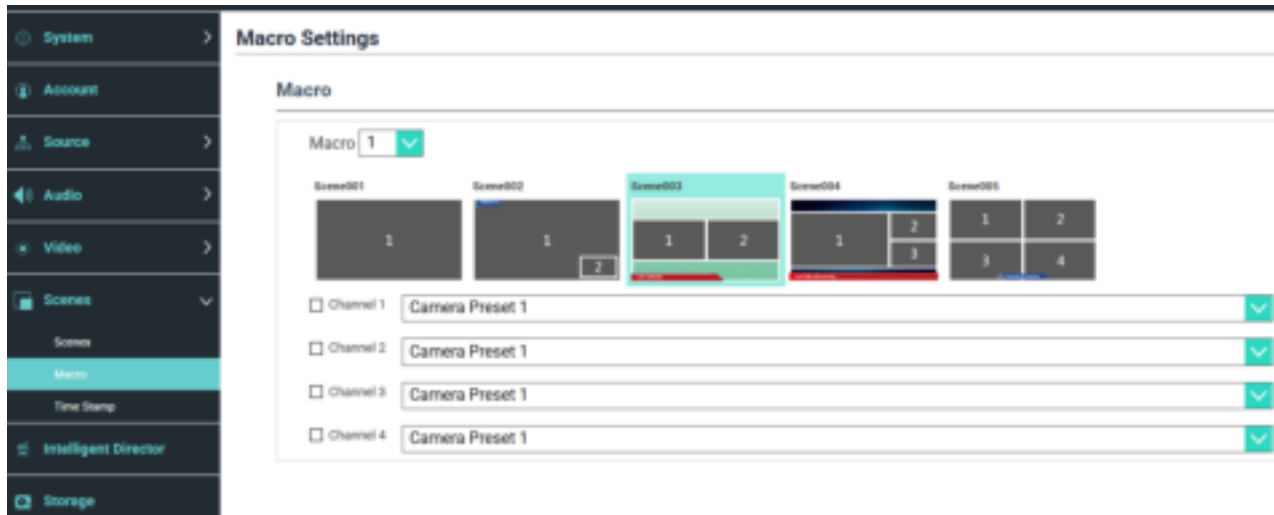 System
Account
Source
Audio
Video
Scenes
Scenes
Macro
Time Stamp
Intelligent Director
Storage
Macro Settings
Macro
Macro 1
Scene001 Scene002 Scene003 Scene004 Scene005
1 1 2 1 2 1 2 3 1 2 3 4
Channel 1 Camera Preset 1
Channel 2 Camera Preset 1
Channel 3 Camera Preset 1
Channel 4 Camera Preset 1